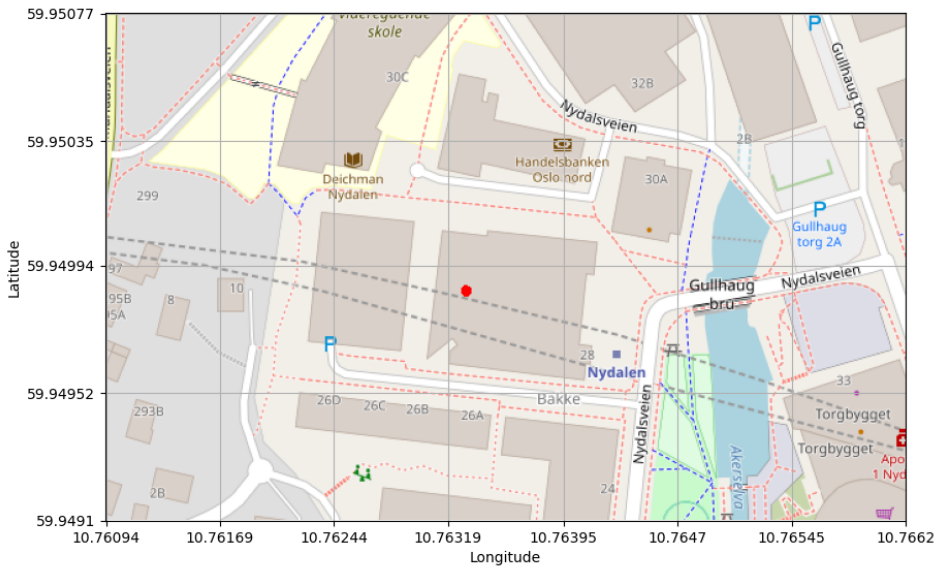 59.95077
59.95035
59.94994
59.94952
59.9491
Latitude
10.76094
10.76169
10.76244
10.76319
10.76395
10.7647
10.76545
10.7662
Longitude
skole
30C
32B
Nydalsveien
Gullhaug torg
P
2B
Handelsbanken
Oslo nord
Deichman
Nydalen
30A
299
P
Gullhaug
torg 2A
97
95B
95A
8
10
Gullhaug
bru
Nydalsveien
P
28
Nydalen
Bakke
Nydalsveien
26D
26C
26B
26A
293B
2B
24
Akerselva
33
Torgbygget
Torgbygget
Apo
1 Nyd